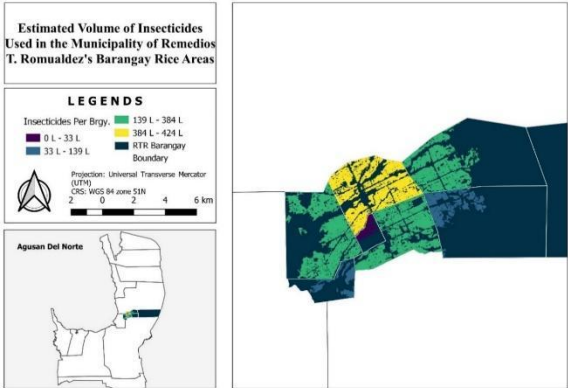 Estimated Volume of Insecticides
Used in the Municipality of Remedios
T. Romualdez's Barangay Rice Areas
LEGENDS
Insecticides Per Brgy.
0 L - 33 L
33 L - 139 L
139 L - 384 L
384 L - 424 L
RTR Barangay
Boundary
Projection: Universal Transverse Mercator
(UTM)
CRS: WGS 84 zone 51N
2 0 2 4 6 km
Agusan Del Norte